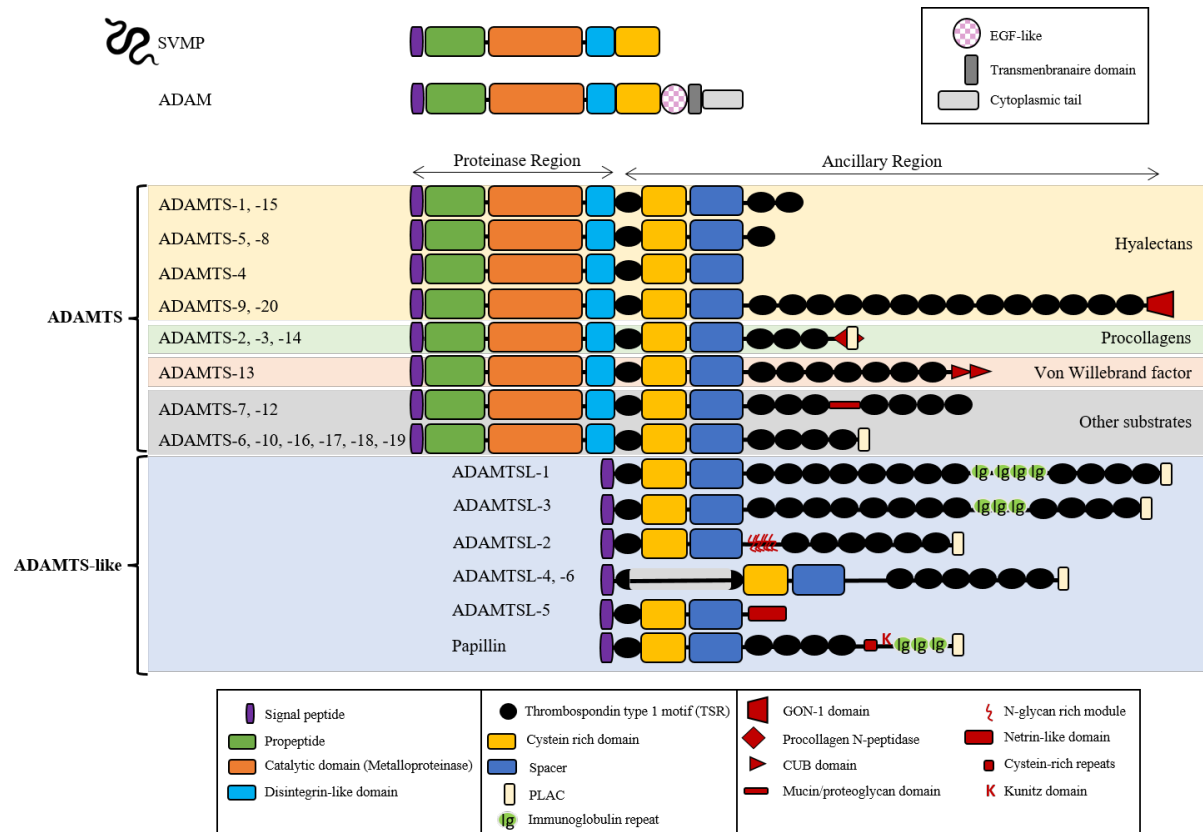 SVMP
ADAM
EGF-like
Transmenbranaire domain
Cytoplasmic tail
Proteinase Region
Ancillary Region
ADAMTS
ADAMTS-1, -15
ADAMTS-5, -8
Hyalectans
ADAMTS-4
ADAMTS-9, -20
ADAMTS-2, -3, -14
Procollagens
ADAMTS-13
Von Willebrand factor
ADAMTS-7, -12
Other substrates
ADAMTS-6, -10, -16, -17, -18, -19
ADAMTS-like
ADAMTSL-1
Ig Ig Ig Ig
ADAMTSL-3
Ig Ig Ig
ADAMTSL-2
ADAMTSL-4, -6
ADAMTSL-5
Papillin
K
Ig Ig Ig
Signal peptide
Propeptide
Catalytic domain (Metalloproteinase)
Disintegrin-like domain
Thrombospondin type 1 motif (TSR)
Cystein rich domain
Spacer
PLAC
Ig Immunoglobulin repeat
GON-1 domain
Procollagen N-peptidase
CUB domain
Mucin/proteoglycan domain
N-glycan rich module
Netrin-like domain
Cystein-rich repeats
K Kunitz domain